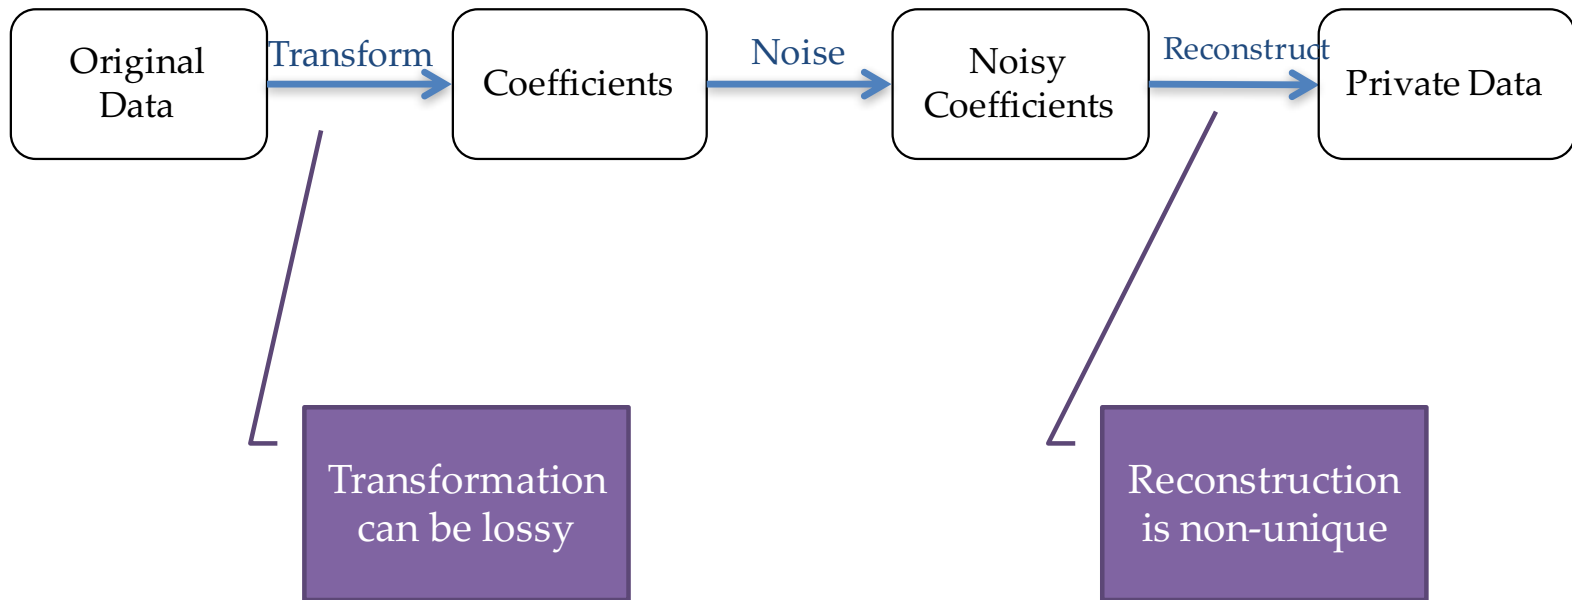 Original
Data
Transform
Coefficients
Noise
Noisy
Coefficients
Reconstruct
Private Data
Transformation
can be lossy
Reconstruction
is non-unique